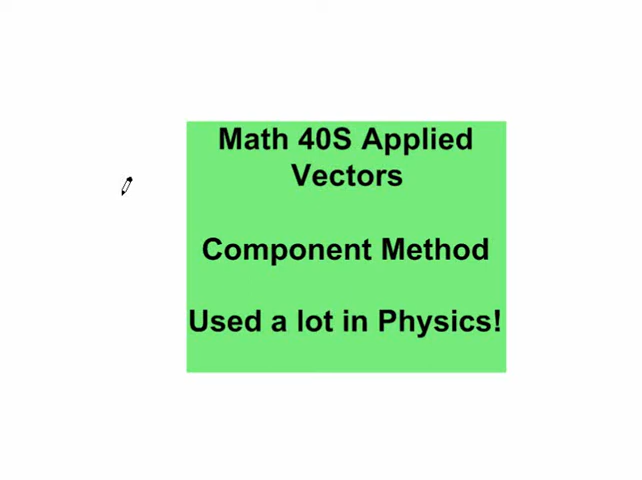 Math 40S Applied
Vectors
Component Method
Used a lot in Physics!